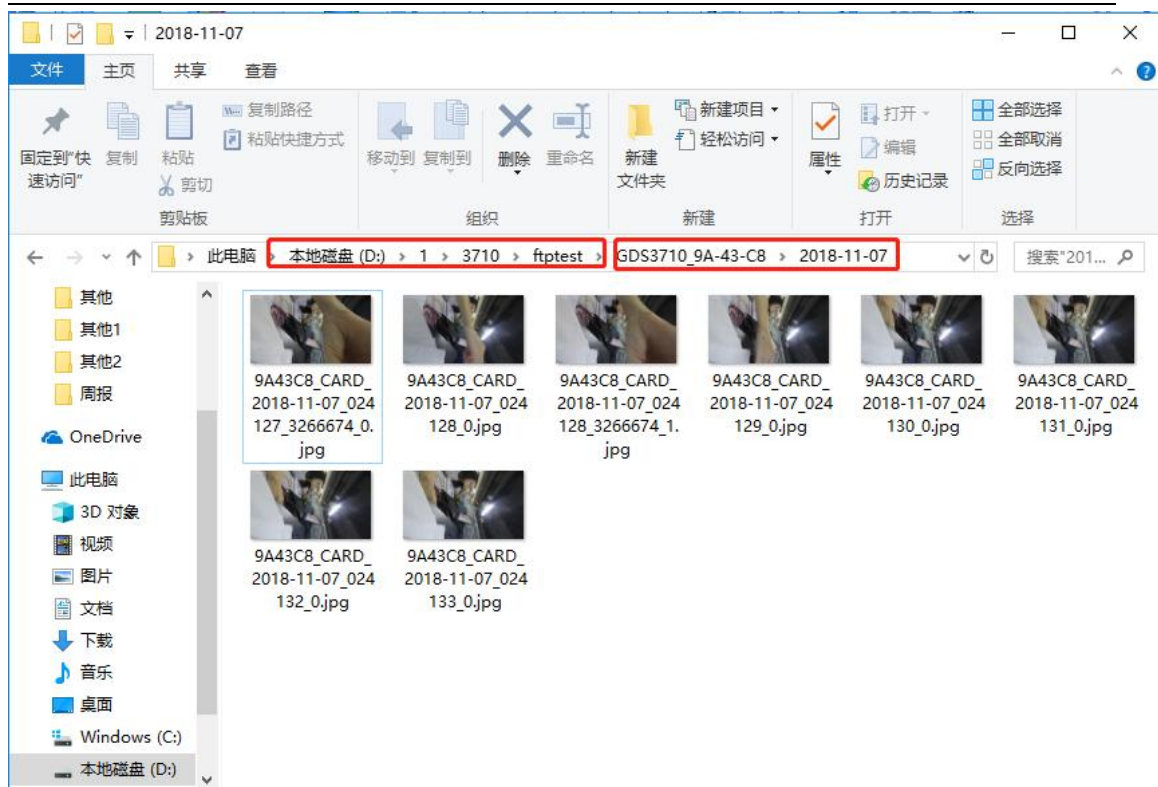 2018-11-07
文件
主页
共享
查看
固定到"快
速访问"
复制
粘贴
复制路径
粘贴快捷方式
剪切
剪贴板
移动到
复制到
删除
重命名
组织
新建
文件夹
新建项目
轻松访问
新建
属性
打开
编辑
历史记录
打开
全部选择
全部取消
反向选择
选择
此电脑 > 本地磁盘 (D:) > 1 > 3710 > ftptest > GDS3710_9A-43-C8 > 2018-11-07
搜索"201...
其他
其他1
其他2
周报
OneDrive
此电脑
3D 对象
视频
图片
文档
下载
音乐
桌面
Windows (C:)
本地磁盘 (D:)
9A43C8_CARD_
2018-11-07_024
127_3266674_0.
jpg
9A43C8_CARD_
2018-11-07_024
128_0.jpg
9A43C8_CARD_
2018-11-07_024
128_3266674_1.
jpg
9A43C8_CARD_
2018-11-07_024
129_0.jpg
9A43C8_CARD_
2018-11-07_024
130_0.jpg
9A43C8_CARD_
2018-11-07_024
131_0.jpg
9A43C8_CARD_
2018-11-07_024
132_0.jpg
9A43C8_CARD_
2018-11-07_024
133_0.jpg